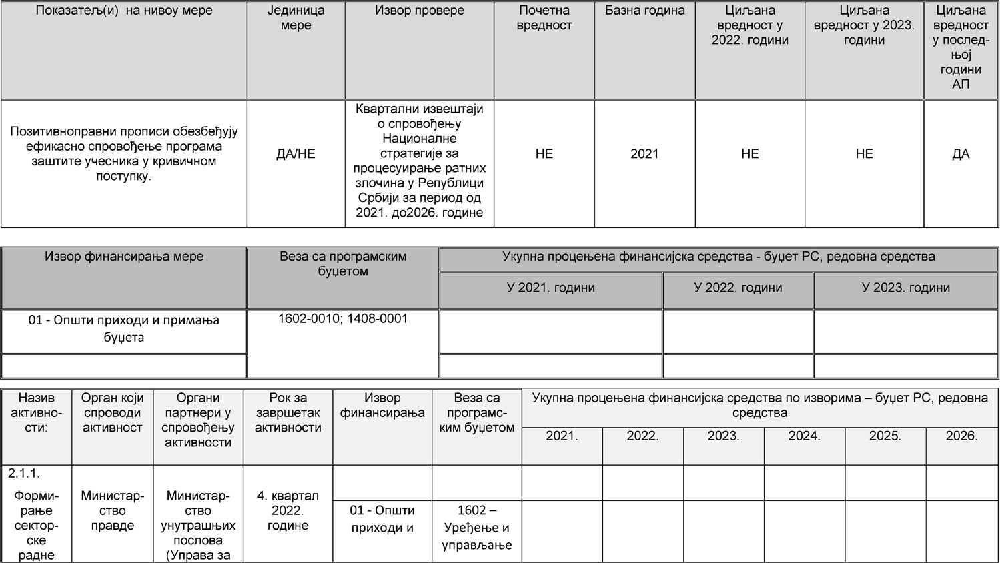 Показатељ(и) на нивоу мере
Јединица
мере
Извор провере
Почетна
вредност
Базна година
Циљана
вредност у
2022. години
Циљана
вредност у 2023.
години
Циљана
вредност
у послед-
њој
години
АП
Позитивноправни прописи обезбеђују
ефикасно спровођење програма
заштите учесника у кривичном
поступку.
ДА/НЕ
Квартални извештаји
о спровођењу
Националне
стратегије за
процесуирање ратних
злочина у Републици
Србији за период од
2021. до2026. године
НЕ
2021
НЕ
НЕ
ДА
Извор финансирања мере
Веза са програмским
буџетом
Укупна процењена финансијска средства - буџет РС, редовна средства
У 2021. години
У 2022. години
У 2023. години
01 - Општи приходи и примања
буџета
1602-0010; 1408-0001
Назив
активно-
сти:
Орган који
спроводи
активност
Органи
партнери у
спровођењу
активности
Рок за
завршетак
активности
Извор
финансирања
Веза са
програмс-
ким буџетом
Укупна процењена финансијска средства по изворима – буџет РС, редовна
средства
2021.
2022.
2023.
2024.
2025.
2026.
2.1.1.
Форми-
рање
сектор-
ске
радне
Министар-
ство
правде
Министар-
ство
унутрашњих
послова
(Управа за
4. квартал
2022.
године
01 - Општи
приходи и
1602 –
Уређење и
управљање